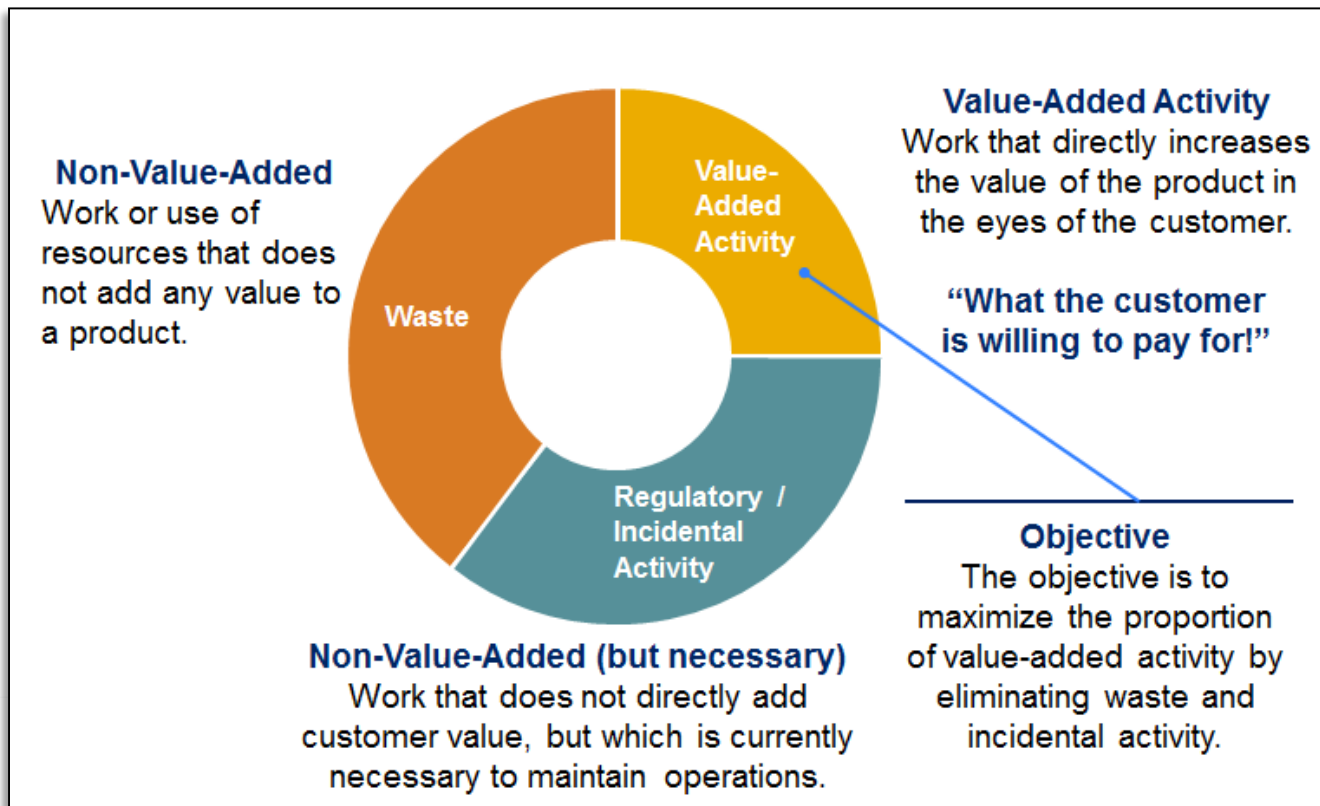 Non-Value-Added
Work or use of
resources that does
not add any value to
a product.
Waste
Value-
Added
Activity
Regulatory /
Incidental
Activity
Value-Added Activity
Work that directly increases
the value of the product in
the eyes of the customer.
“What the customer
is willing to pay for!”
Non-Value-Added (but necessary)
Work that does not directly add
customer value, but which is currently
necessary to maintain operations.
Objective
The objective is to
maximize the proportion
of value-added activity by
eliminating waste and
incidental activity.